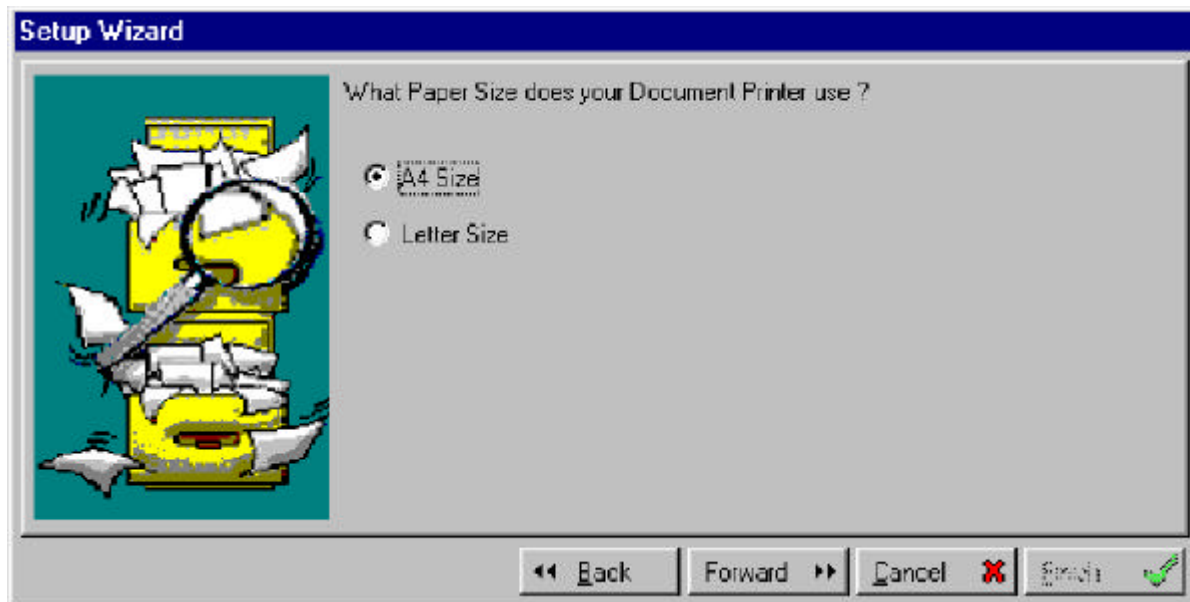 Setup Wizard
What Paper Size does your Document Printer use ?
A4 Size
Letter Size
Back
Forward
Cancel